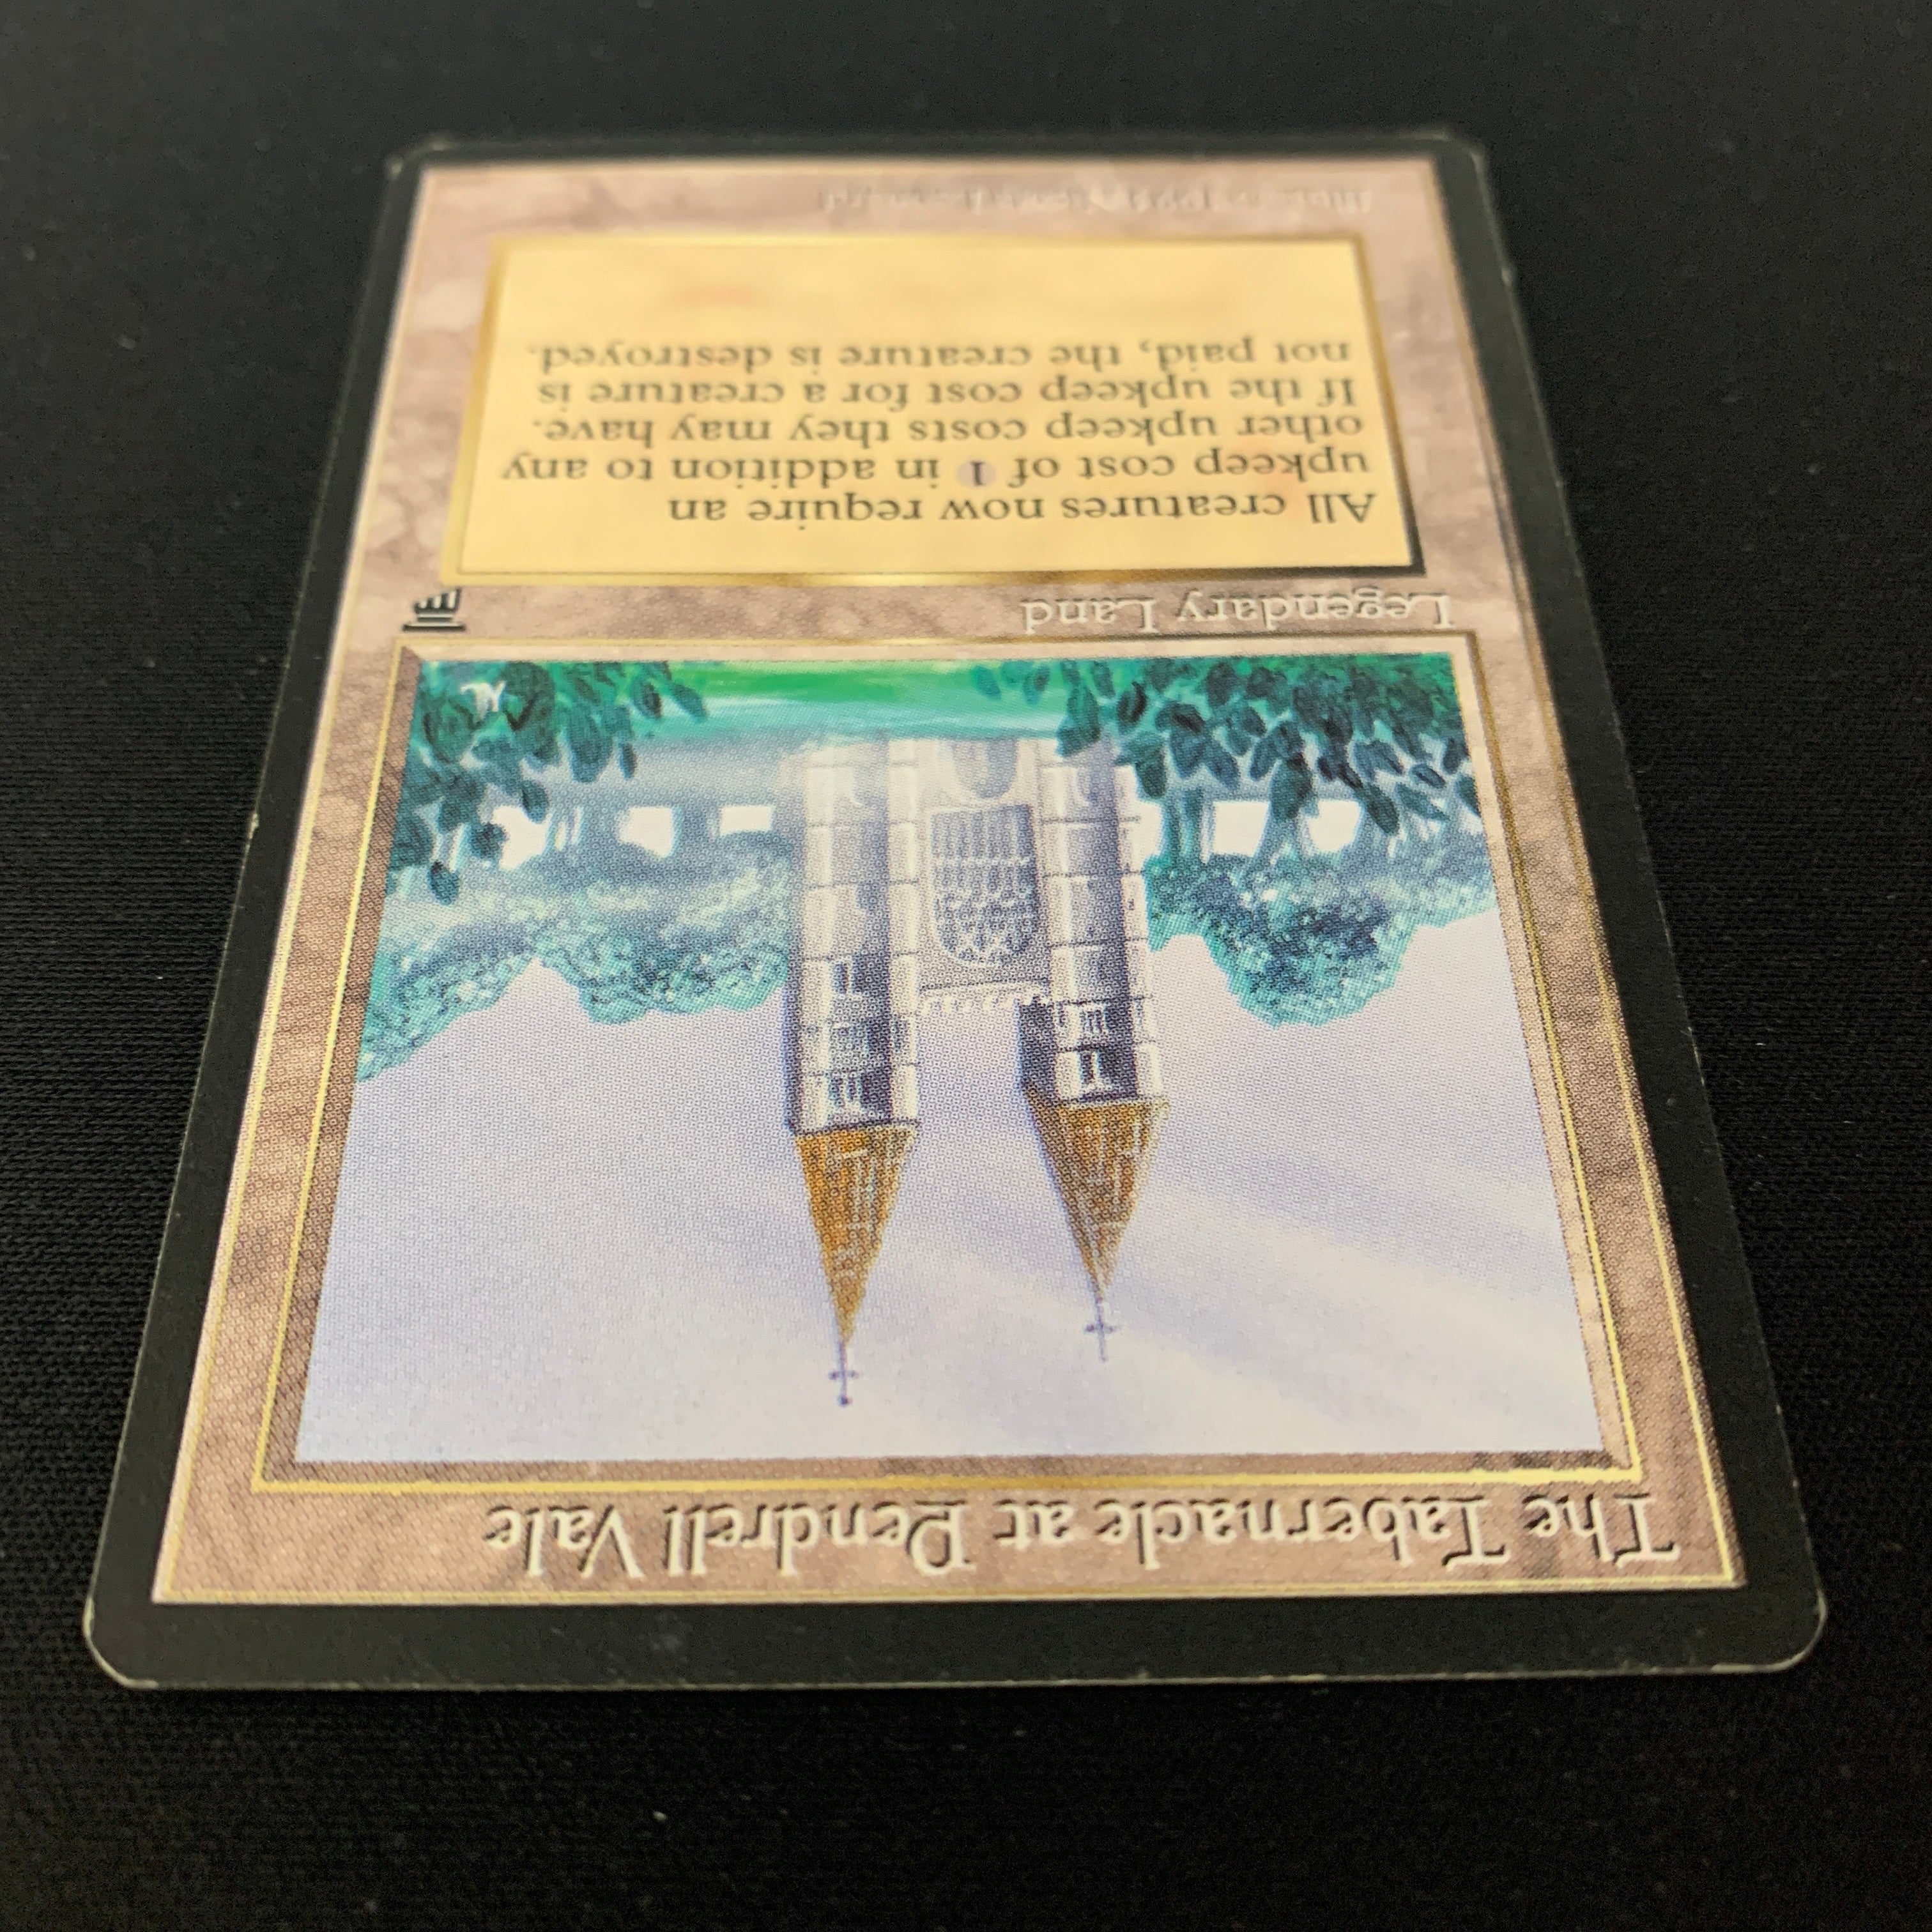 The Tabernacle at Pendrell Vale
Legendary Land
All creatures now require an
upkeep cost of 1 in addition to any
other upkeep costs they may have.
If the upkeep cost for a creature is
not paid, the creature is destroyed.
Illus. © 1994